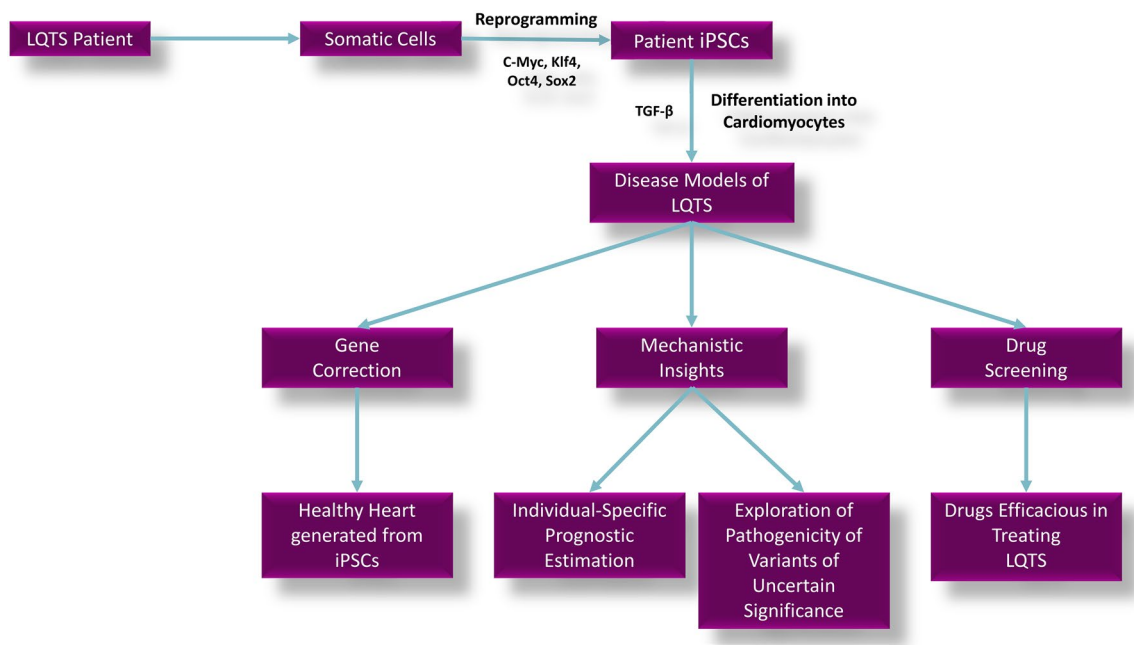 LQTS Patient
Somatic Cells
Reprogramming
C-Myc, Klf4,
Oct4, Sox2
Patient iPSCs
TGF-β
Differentiation into
Cardiomyocytes
Disease Models of
LQTS
Gene
Correction
Mechanistic
Insights
Drug
Screening
Healthy Heart
generated from
iPSCs
Individual-Specific
Prognostic
Estimation
Exploration of
Pathogenicity of
Variants of
Uncertain
Significance
Drugs Efficacious in
Treating
LQTS